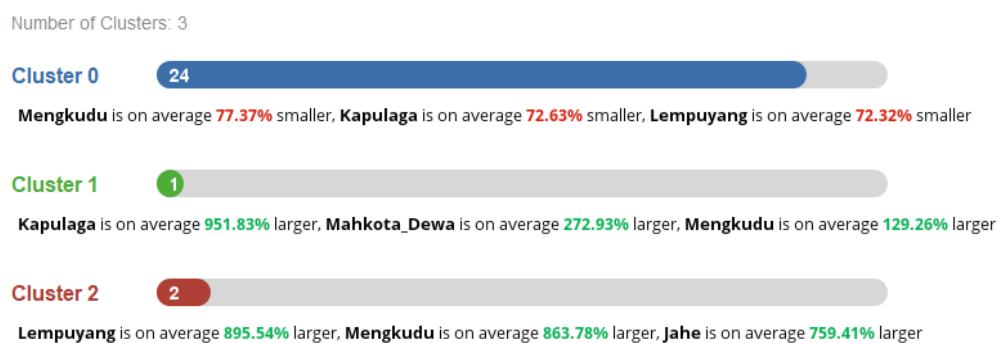 Number of Clusters: 3
Cluster 0 24
Mengkudu is on average 77.37% smaller, Kapulaga is on average 72.63% smaller, Lempuyang is on average 72.32% smaller
Cluster 1 1
Kapulaga is on average 951.83% larger, Mahkota_Dewa is on average 272.93% larger, Mengkudu is on average 129.26% larger
Cluster 2 2
Lempuyang is on average 895.54% larger, Mengkudu is on average 863.78% larger, Jahe is on average 759.41% larger